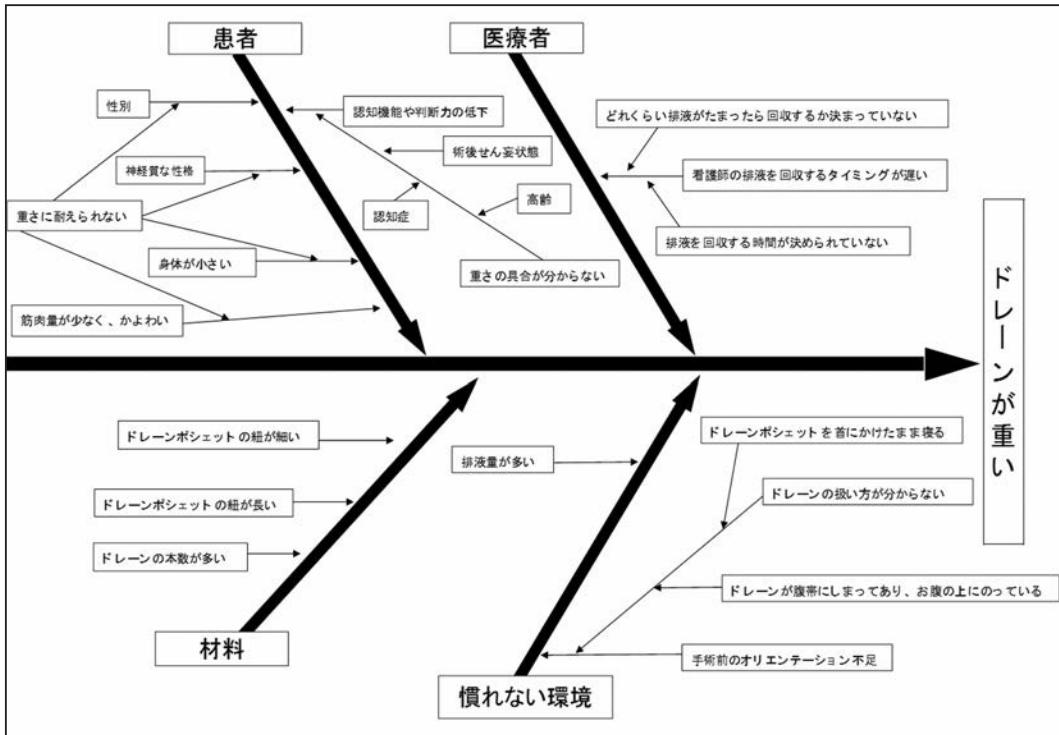 患者
医療者
性別
認知機能や判断力の低下
どれくらい排液がたまったら回収するか決まっていない
術後せん妄状態
神経質な性格
看護師の排液を回収するタイミングが遅い
高齢
重さに耐えられない
認知症
排液を回収する時間が決められていない
身体が小さい
重さの具合が分からない
筋肉量が少なく、かよわい
ドレーンが重い
ドレーンポシェットの紐が細い
ドレーンポシェットを首にかけたまま寝る
排液量が多い
ドレーンポシェットの紐が長い
ドレーンの扱い方が分からない
ドレーンの本数が多い
ドレーンが腹帯にしまってあり、お腹の上にのっている
材料
手術前のオリエンテーション不足
慣れない環境